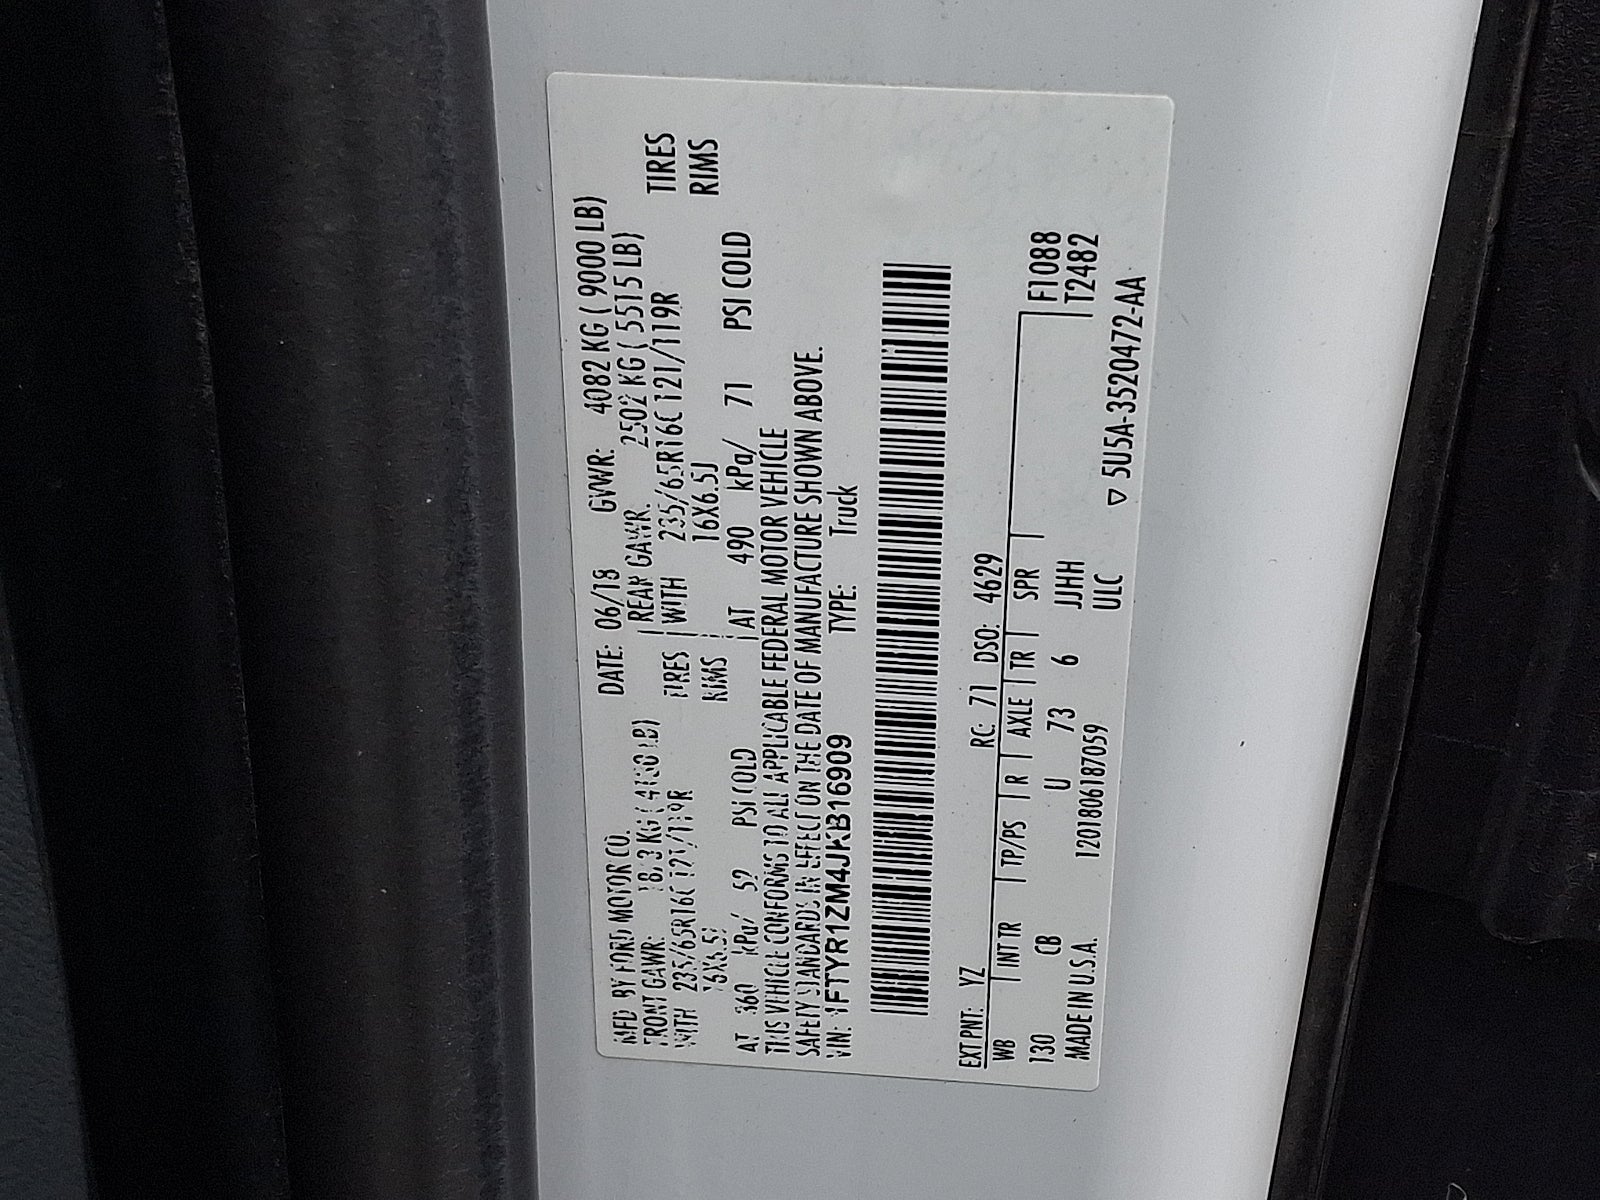 MFD BY FORD MOTOR CO. DATE: 06/18 GVWR: 4082 KG ( 9000 LB)
FRONT GAWR: KG ( LB) REAR GAWR: 2502 KG ( 5515 LB)
WITH 235/65R16C 121/119R TIRES WITH 235/65R16C 121/119R TIRES
16X6.5J RIMS 16X6.5J RIMS
AT 360 kPa/ 52 PSI COLD AT 490 kPa/ 71 PSI COLD
THIS VEHICLE CONFORMS TO ALL APPLICABLE FEDERAL MOTOR VEHICLE
SAFETY STANDARDS IN EFFECT ON THE DATE OF MANUFACTURE SHOWN ABOVE.
VIN: 1FTYR1ZM4JKB16909 TYPE: Truck
EXT PNT: YZ RC: 71 DSO: 4629
WB INT TR TP/PS R AXLE TR SPR F1088
130 CB U 73 6 JJHH T2482
MADE IN U.S.A. 1201806187059 ULC ▽ 5U5A-3520472-AA